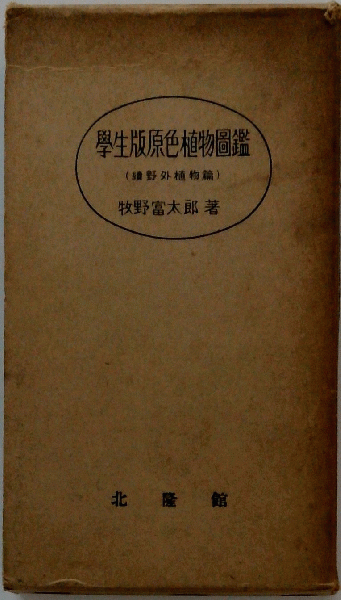 學生版原色植物圖鑑
(續野外植物篇)
牧野富太郎 著
北隆館